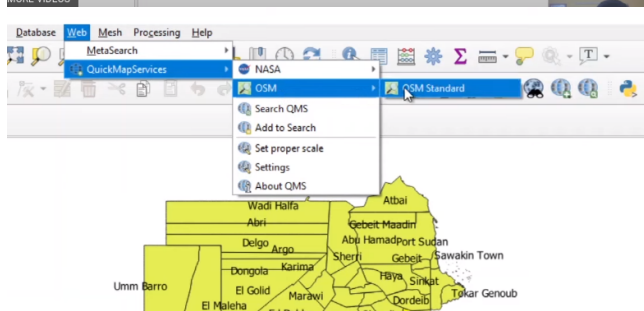 MORE VIDEOS
Database Web Mesh Processing Help
MetaSearch
QuickMapServices
NASA
OSM
OSM Standard
Search QMS
Add to Search
Set proper scale
Settings
About QMS
Wadi Halfa
Atbai
Abri
Gebeit Maadin
Delgo
Argo
Abu Hamad
Port Sudan
Sherri
Gebeit
Sawakin Town
Dongola
Karima
Haya
Sinkat
Umm Barro
El Golid
Marawi
Dordeib
Tokar Genoub
El Maleha